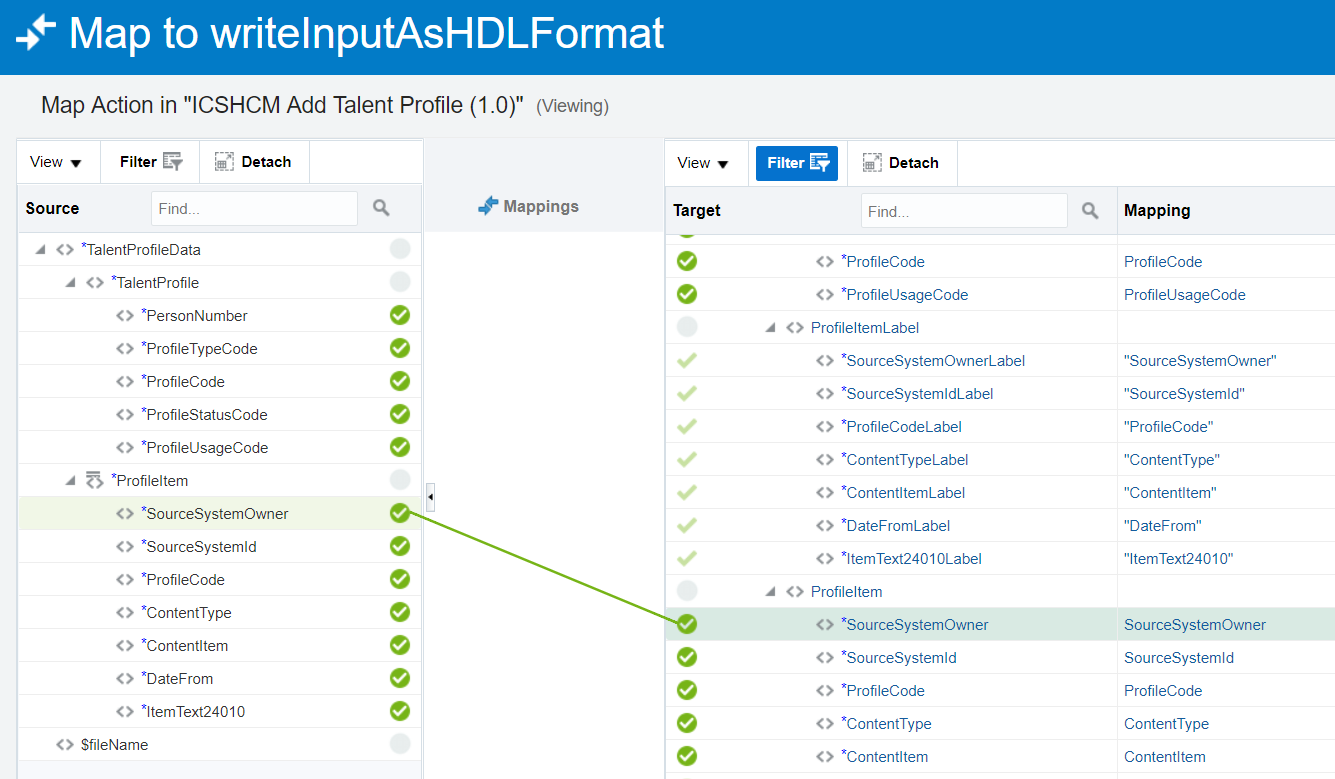 Map to writeInputAsHDLFormat
Map Action in "ICSHCM Add Talent Profile (1.0)" (Viewing)
View Filter Detach
Source Find...
*TalentProfileData
*TalentProfile
*PersonNumber
*ProfileTypeCode
*ProfileCode
*ProfileStatusCode
*ProfileUsageCode
*ProfileItem
*SourceSystemOwner
*SourceSystemId
*ProfileCode
*ContentType
*ContentItem
*DateFrom
*ItemText24010
$fileName
Mappings
View Filter Detach
Target Find... Mapping
*ProfileCode ProfileCode
*ProfileUsageCode ProfileUsageCode
ProfileItemLabel
*SourceSystemOwnerLabel "SourceSystemOwner"
*SourceSystemIdLabel "SourceSystemId"
*ProfileCodeLabel "ProfileCode"
*ContentTypeLabel "ContentType"
*ContentItemLabel "ContentItem"
*DateFromLabel "DateFrom"
*ItemText24010Label "ItemText24010"
ProfileItem
*SourceSystemOwner SourceSystemOwner
*SourceSystemId SourceSystemId
*ProfileCode ProfileCode
*ContentType ContentType
*ContentItem ContentItem